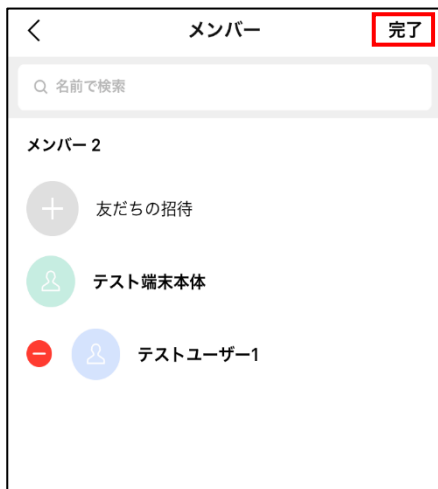 メンバー 完了
名前で検索
メンバー 2
友だちの招待
テスト端末本体
テストユーザー1